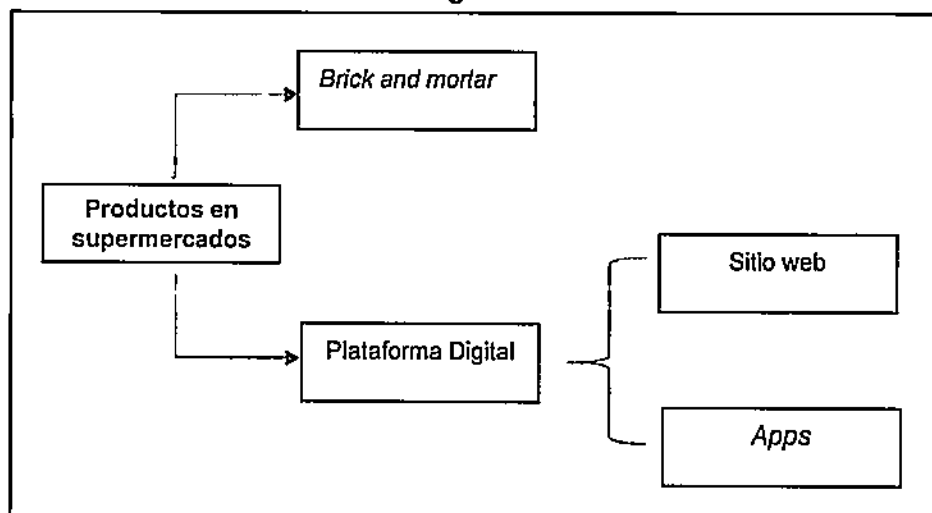 Brick and mortar
Productos en
supermercados
Sitio web
Plataforma Digital
Apps